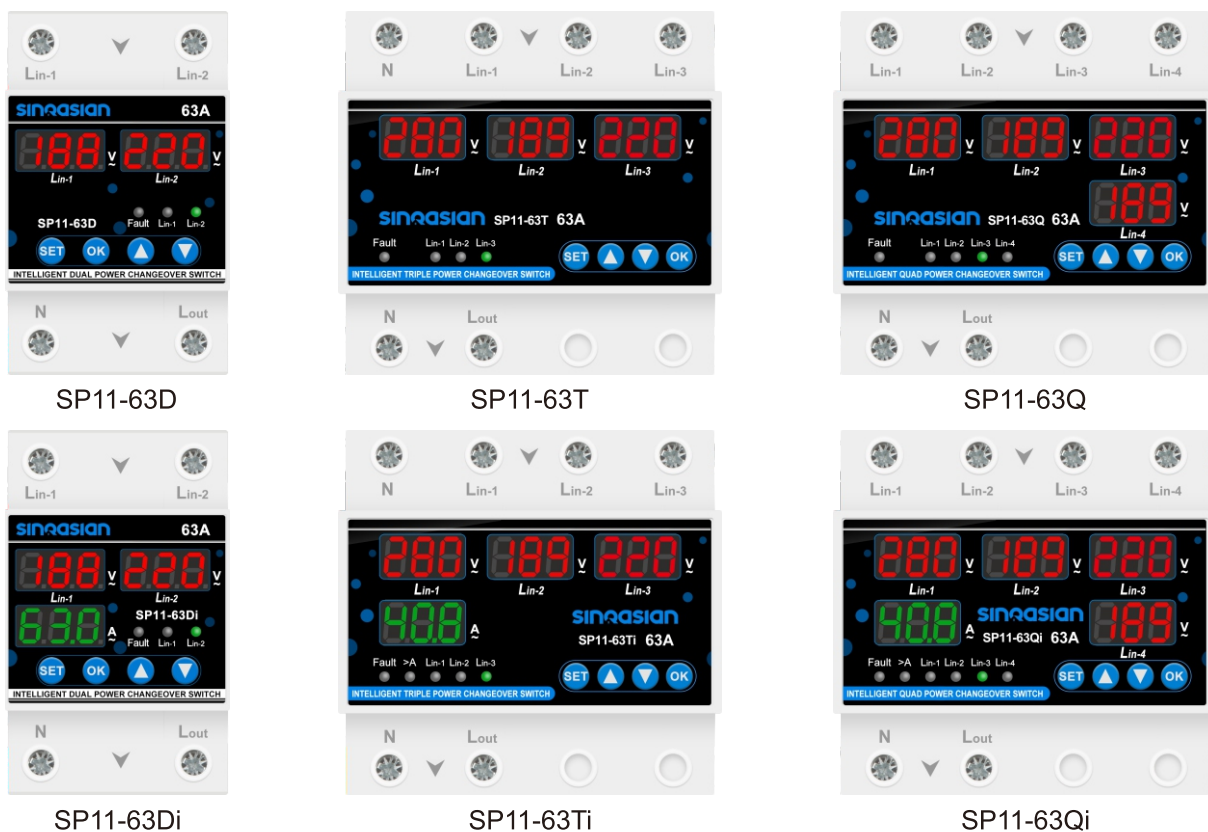 Lin-1 Lin-2
SINQASIAN 63A
188 V~ 220 V~
Lin-1 Lin-2
SP11-63D Fault Lin-1 Lin-2
SET OK
INTELLIGENT DUAL POWER CHANGEOVER SWITCH
N Lout
SP11-63D
N Lin-1 Lin-2 Lin-3
280 V~ 189 V~ 220 V~
Lin-1 Lin-2 Lin-3
SINQASIAN SP11-63T 63A
Fault Lin-1 Lin-2 Lin-3
SET OK
INTELLIGENT TRIPLE POWER CHANGEOVER SWITCH
N Lout
SP11-63T
Lin-1 Lin-2 Lin-3 Lin-4
280 V~ 189 V~ 220 V~
Lin-1 Lin-2 Lin-3
189 V~
SINQASIAN SP11-63Q 63A
Lin-4
Fault Lin-1 Lin-2 Lin-3 Lin-4
SET OK
INTELLIGENT QUAD POWER CHANGEOVER SWITCH
N Lout
SP11-63Q
Lin-1 Lin-2
SINQASIAN 63A
188 V~ 220 V~
Lin-1 Lin-2
63.0 A~ SP11-63Di
Fault Lin-1 Lin-2
SET OK
INTELLIGENT DUAL POWER CHANGEOVER SWITCH
N Lout
SP11-63Di
N Lin-1 Lin-2 Lin-3
280 V~ 189 V~ 220 V~
Lin-1 Lin-2 Lin-3
40.8 A~ SINQASIAN
SP11-63Ti 63A
Fault >A Lin-1 Lin-2 Lin-3
SET OK
INTELLIGENT TRIPLE POWER CHANGEOVER SWITCH
N Lout
SP11-63Ti
Lin-1 Lin-2 Lin-3 Lin-4
280 V~ 189 V~ 220 V~
Lin-1 Lin-2 Lin-3
40.8 A~ SINQASIAN 189 V~
SP11-63Qi 63A
Lin-4
Fault >A Lin-1 Lin-2 Lin-3 Lin-4
SET OK
INTELLIGENT QUAD POWER CHANGEOVER SWITCH
N Lout
SP11-63Qi